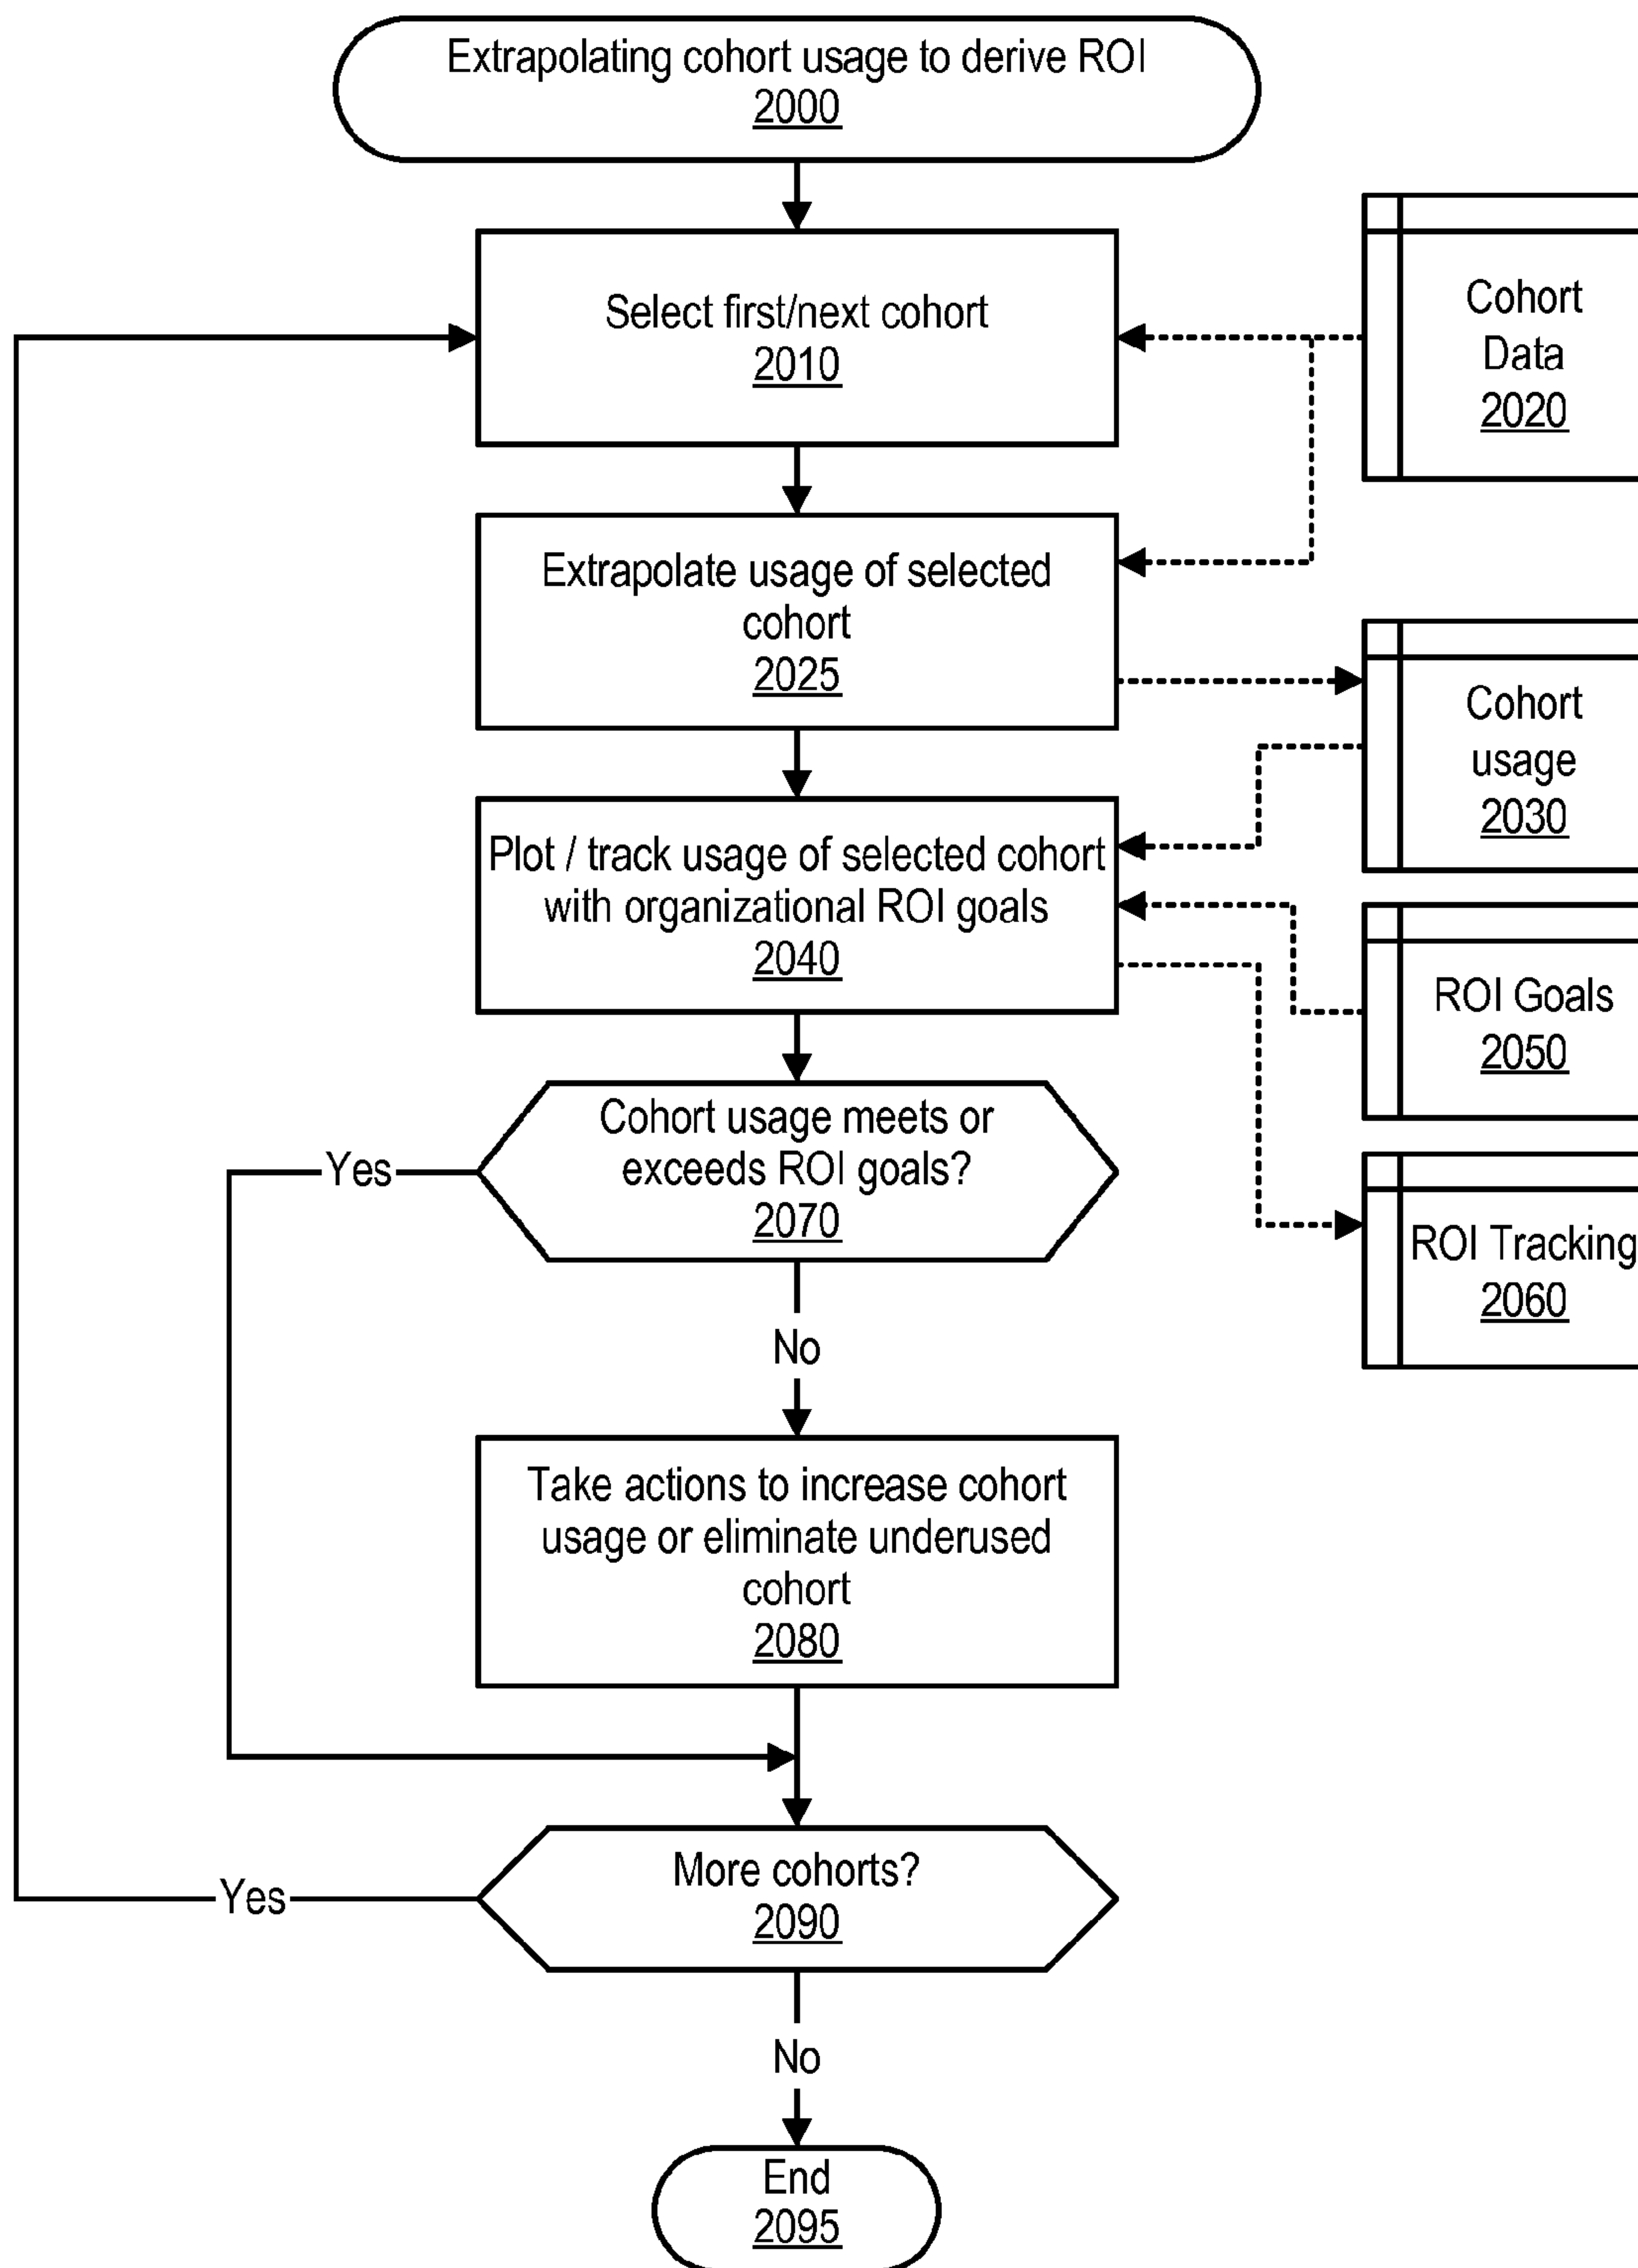 Extrapolating cohort usage to derive ROI
2000
Select first/next cohort
2010
Cohort
Data
2020
Extrapolate usage of selected
cohort
2025
Cohort
usage
2030
Plot / track usage of selected cohort
with organizational ROI goals
2040
ROI Goals
2050
Cohort usage meets or
exceeds ROI goals?
2070
Yes
ROI Tracking
2060
No
Take actions to increase cohort
usage or eliminate underused
cohort
2080
More cohorts?
2090
Yes
No
End
2095